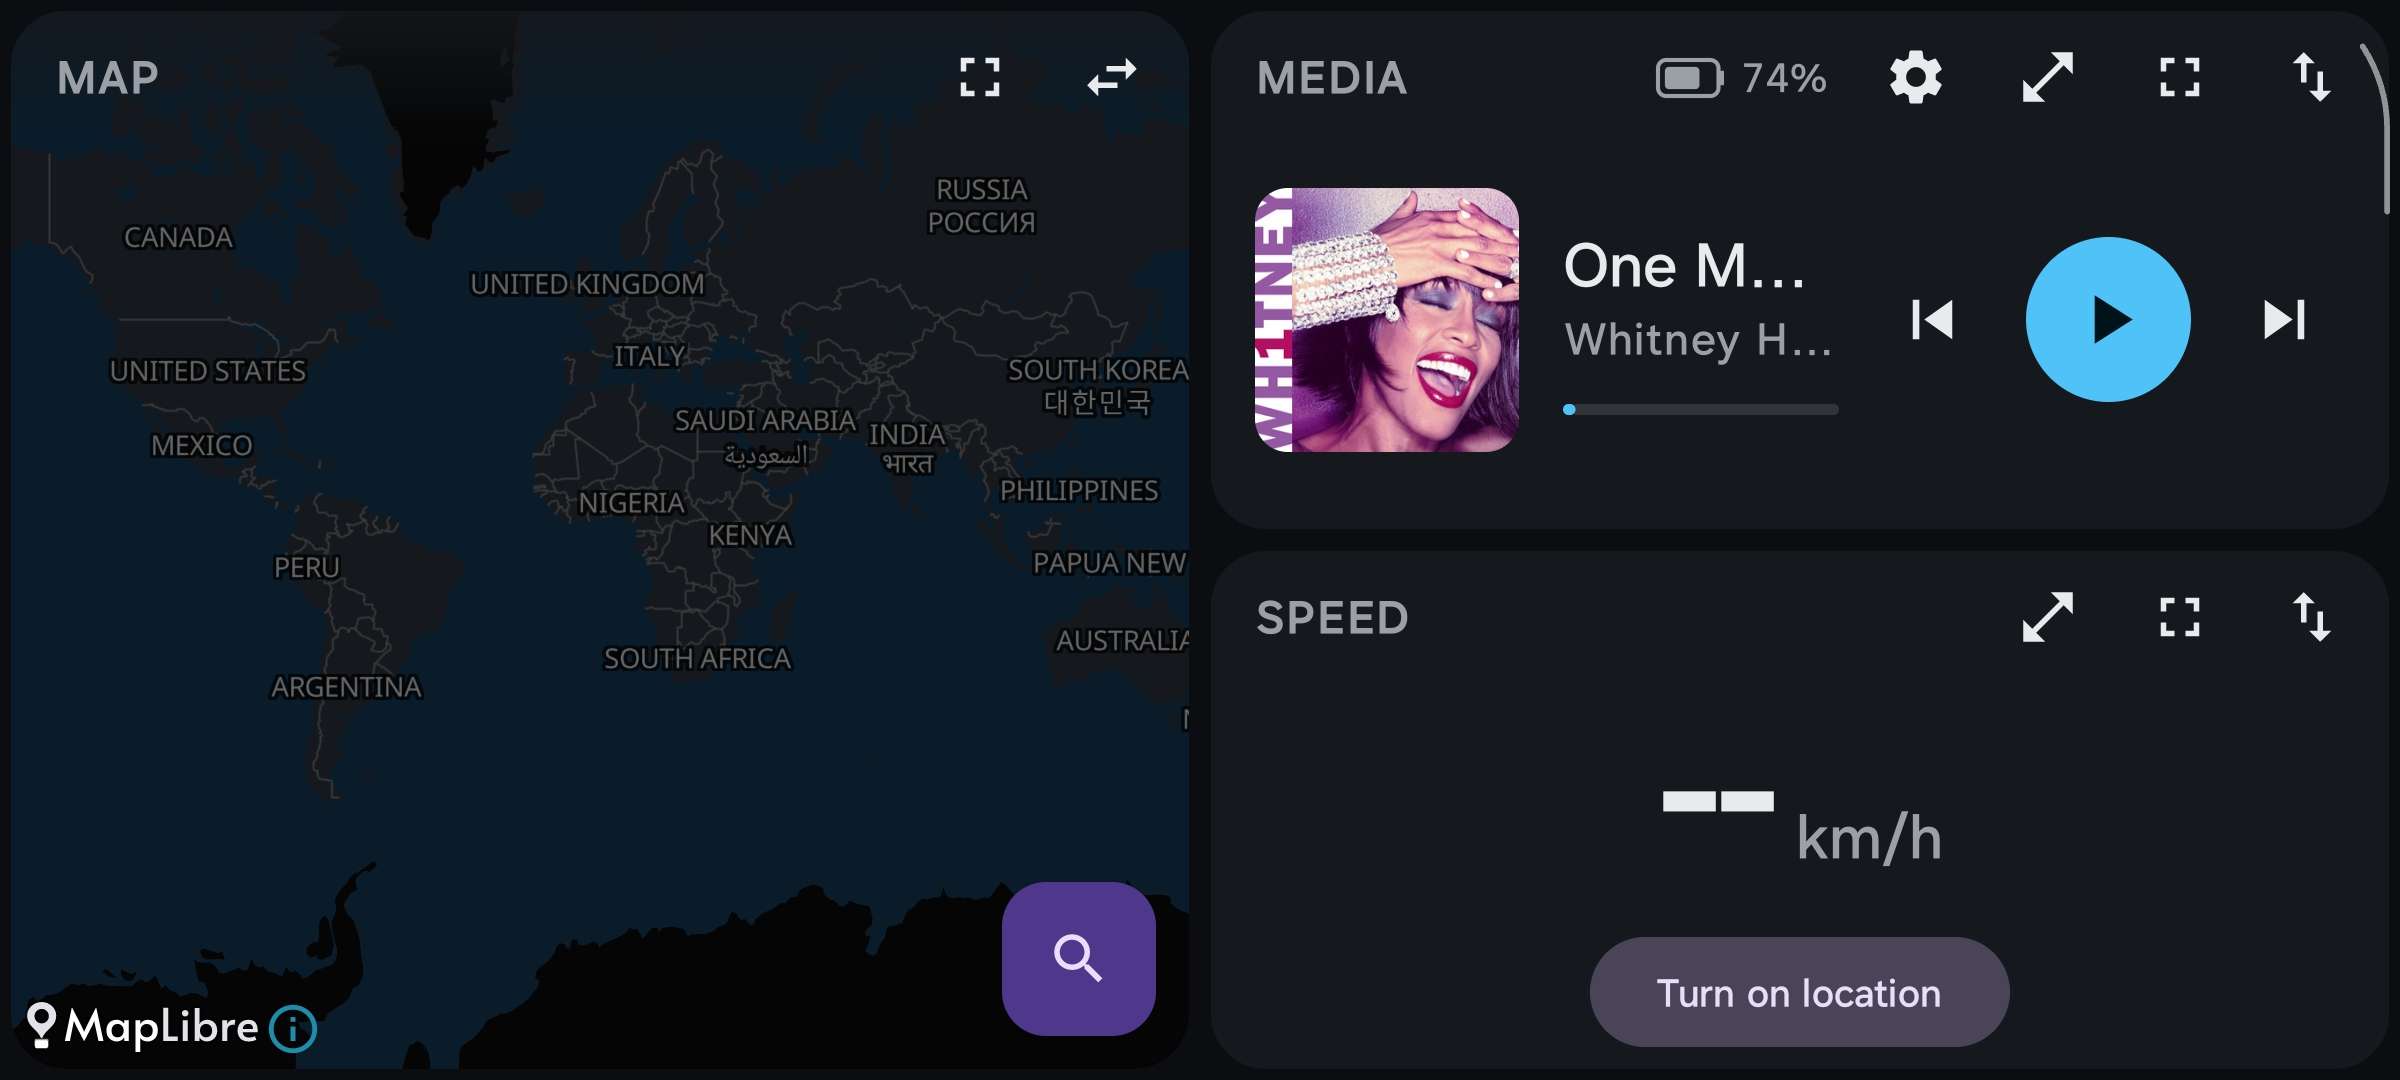 MAP
CANADA
RUSSIA
РОССИЯ
UNITED KINGDOM
ITALY
UNITED STATES
SOUTH KOREA
대한민국
MEXICO
SAUDI ARABIA
السعودية
INDIA
भारत
NIGERIA
PHILIPPINES
KENYA
PERU
PAPUA NEW
AUSTRALIA
SOUTH AFRICA
ARGENTINA
MapLibre
MEDIA
74%
WH1TNEY
One M...
Whitney H...
SPEED
-- km/h
Turn on location